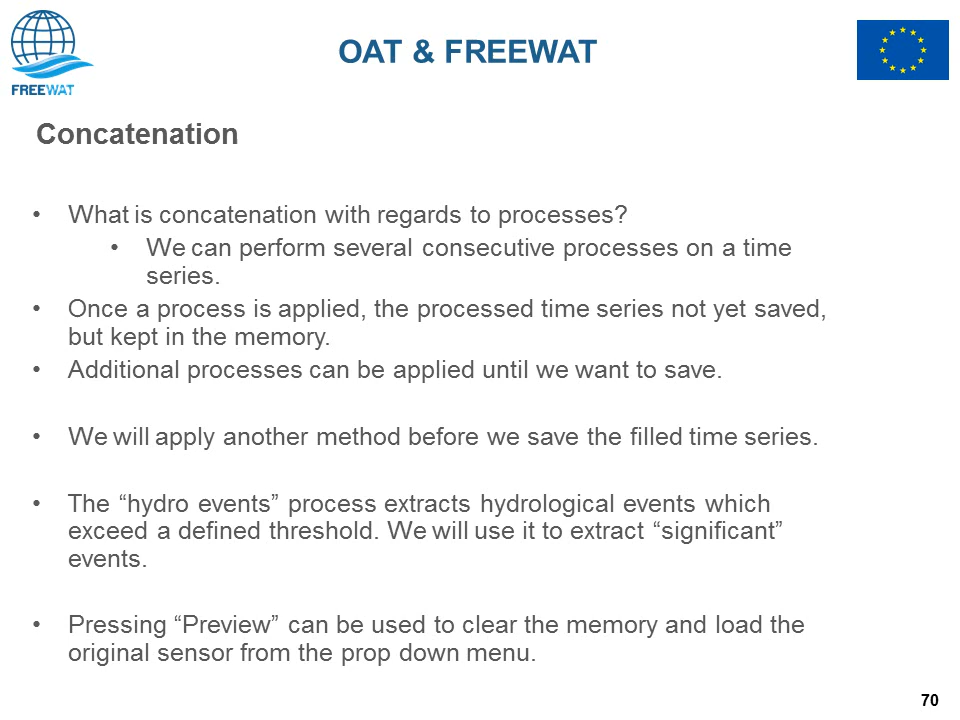 FREEWAT
OAT & FREEWAT
Concatenation
• What is concatenation with regards to processes?
• We can perform several consecutive processes on a time
series.
• Once a process is applied, the processed time series not yet saved,
but kept in the memory.
• Additional processes can be applied until we want to save.
• We will apply another method before we save the filled time series.
• The “hydro events” process extracts hydrological events which
exceed a defined threshold. We will use it to extract “significant”
events.
• Pressing “Preview” can be used to clear the memory and load the
original sensor from the prop down menu.
70